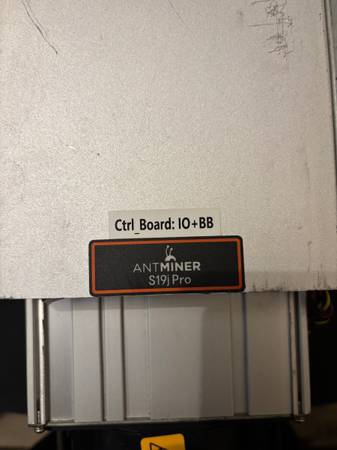 Ctrl_Board: IO+BB
ANTMINER
S19j Pro